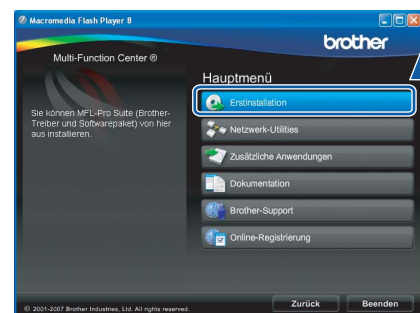 Macromedia Flash Player 8
brother
Multi-Function Center ®
Hauptmenü
Sie können MFL-Pro Suite (Brother-
Treiber und Softwarepaket) von hier
aus installieren.
Erstinstallation
Netzwerk-Utilities
Zusätzliche Anwendungen
Dokumentation
Brother-Support
Online-Registrierung
© 2001-2007 Brother Industries, Ltd. All rights reserved.
Zurück
Beenden